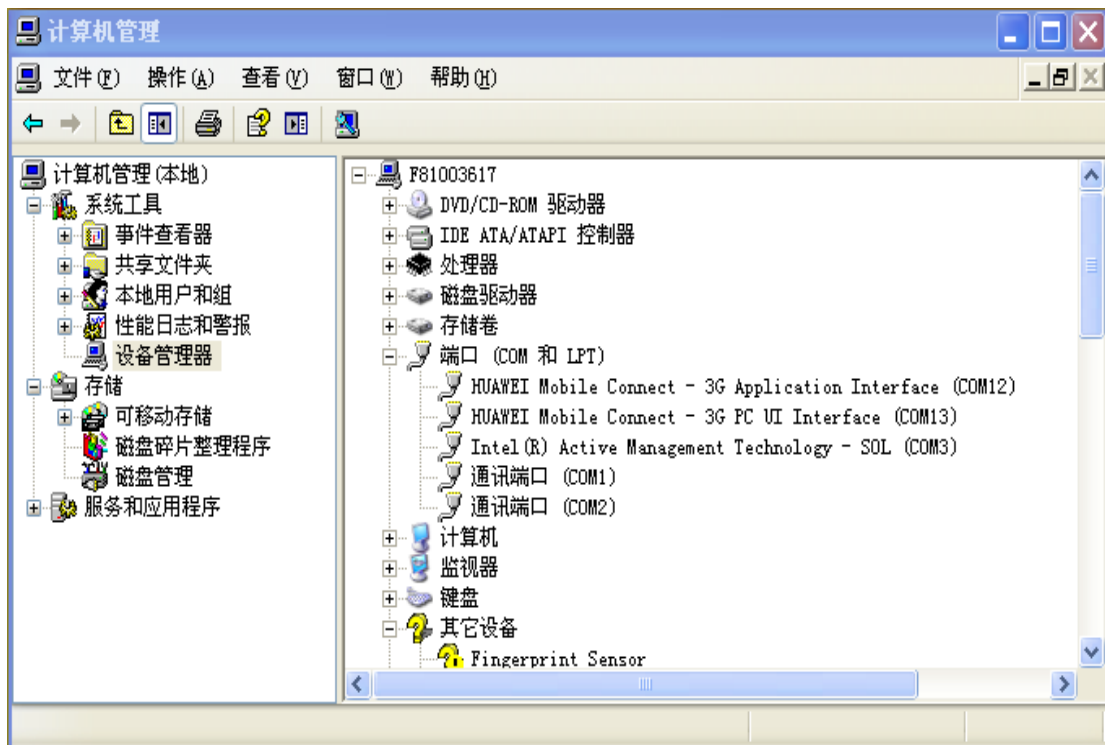 计算机管理
文件(F) 操作(A) 查看(V) 窗口(W) 帮助(H)
计算机管理(本地)
系统工具
事件查看器
共享文件夹
本地用户和组
性能日志和警报
设备管理器
存储
可移动存储
磁盘碎片整理程序
磁盘管理
服务和应用程序
F81003617
DVD/CD-ROM 驱动器
IDE ATA/ATAPI 控制器
处理器
磁盘驱动器
存储卷
端口 (COM 和 LPT)
HUAWEI Mobile Connect - 3G Application Interface (COM12)
HUAWEI Mobile Connect - 3G PC UI Interface (COM13)
Intel(R) Active Management Technology - SOL (COM3)
通讯端口 (COM1)
通讯端口 (COM2)
计算机
监视器
键盘
其它设备
Fingerprint Sensor